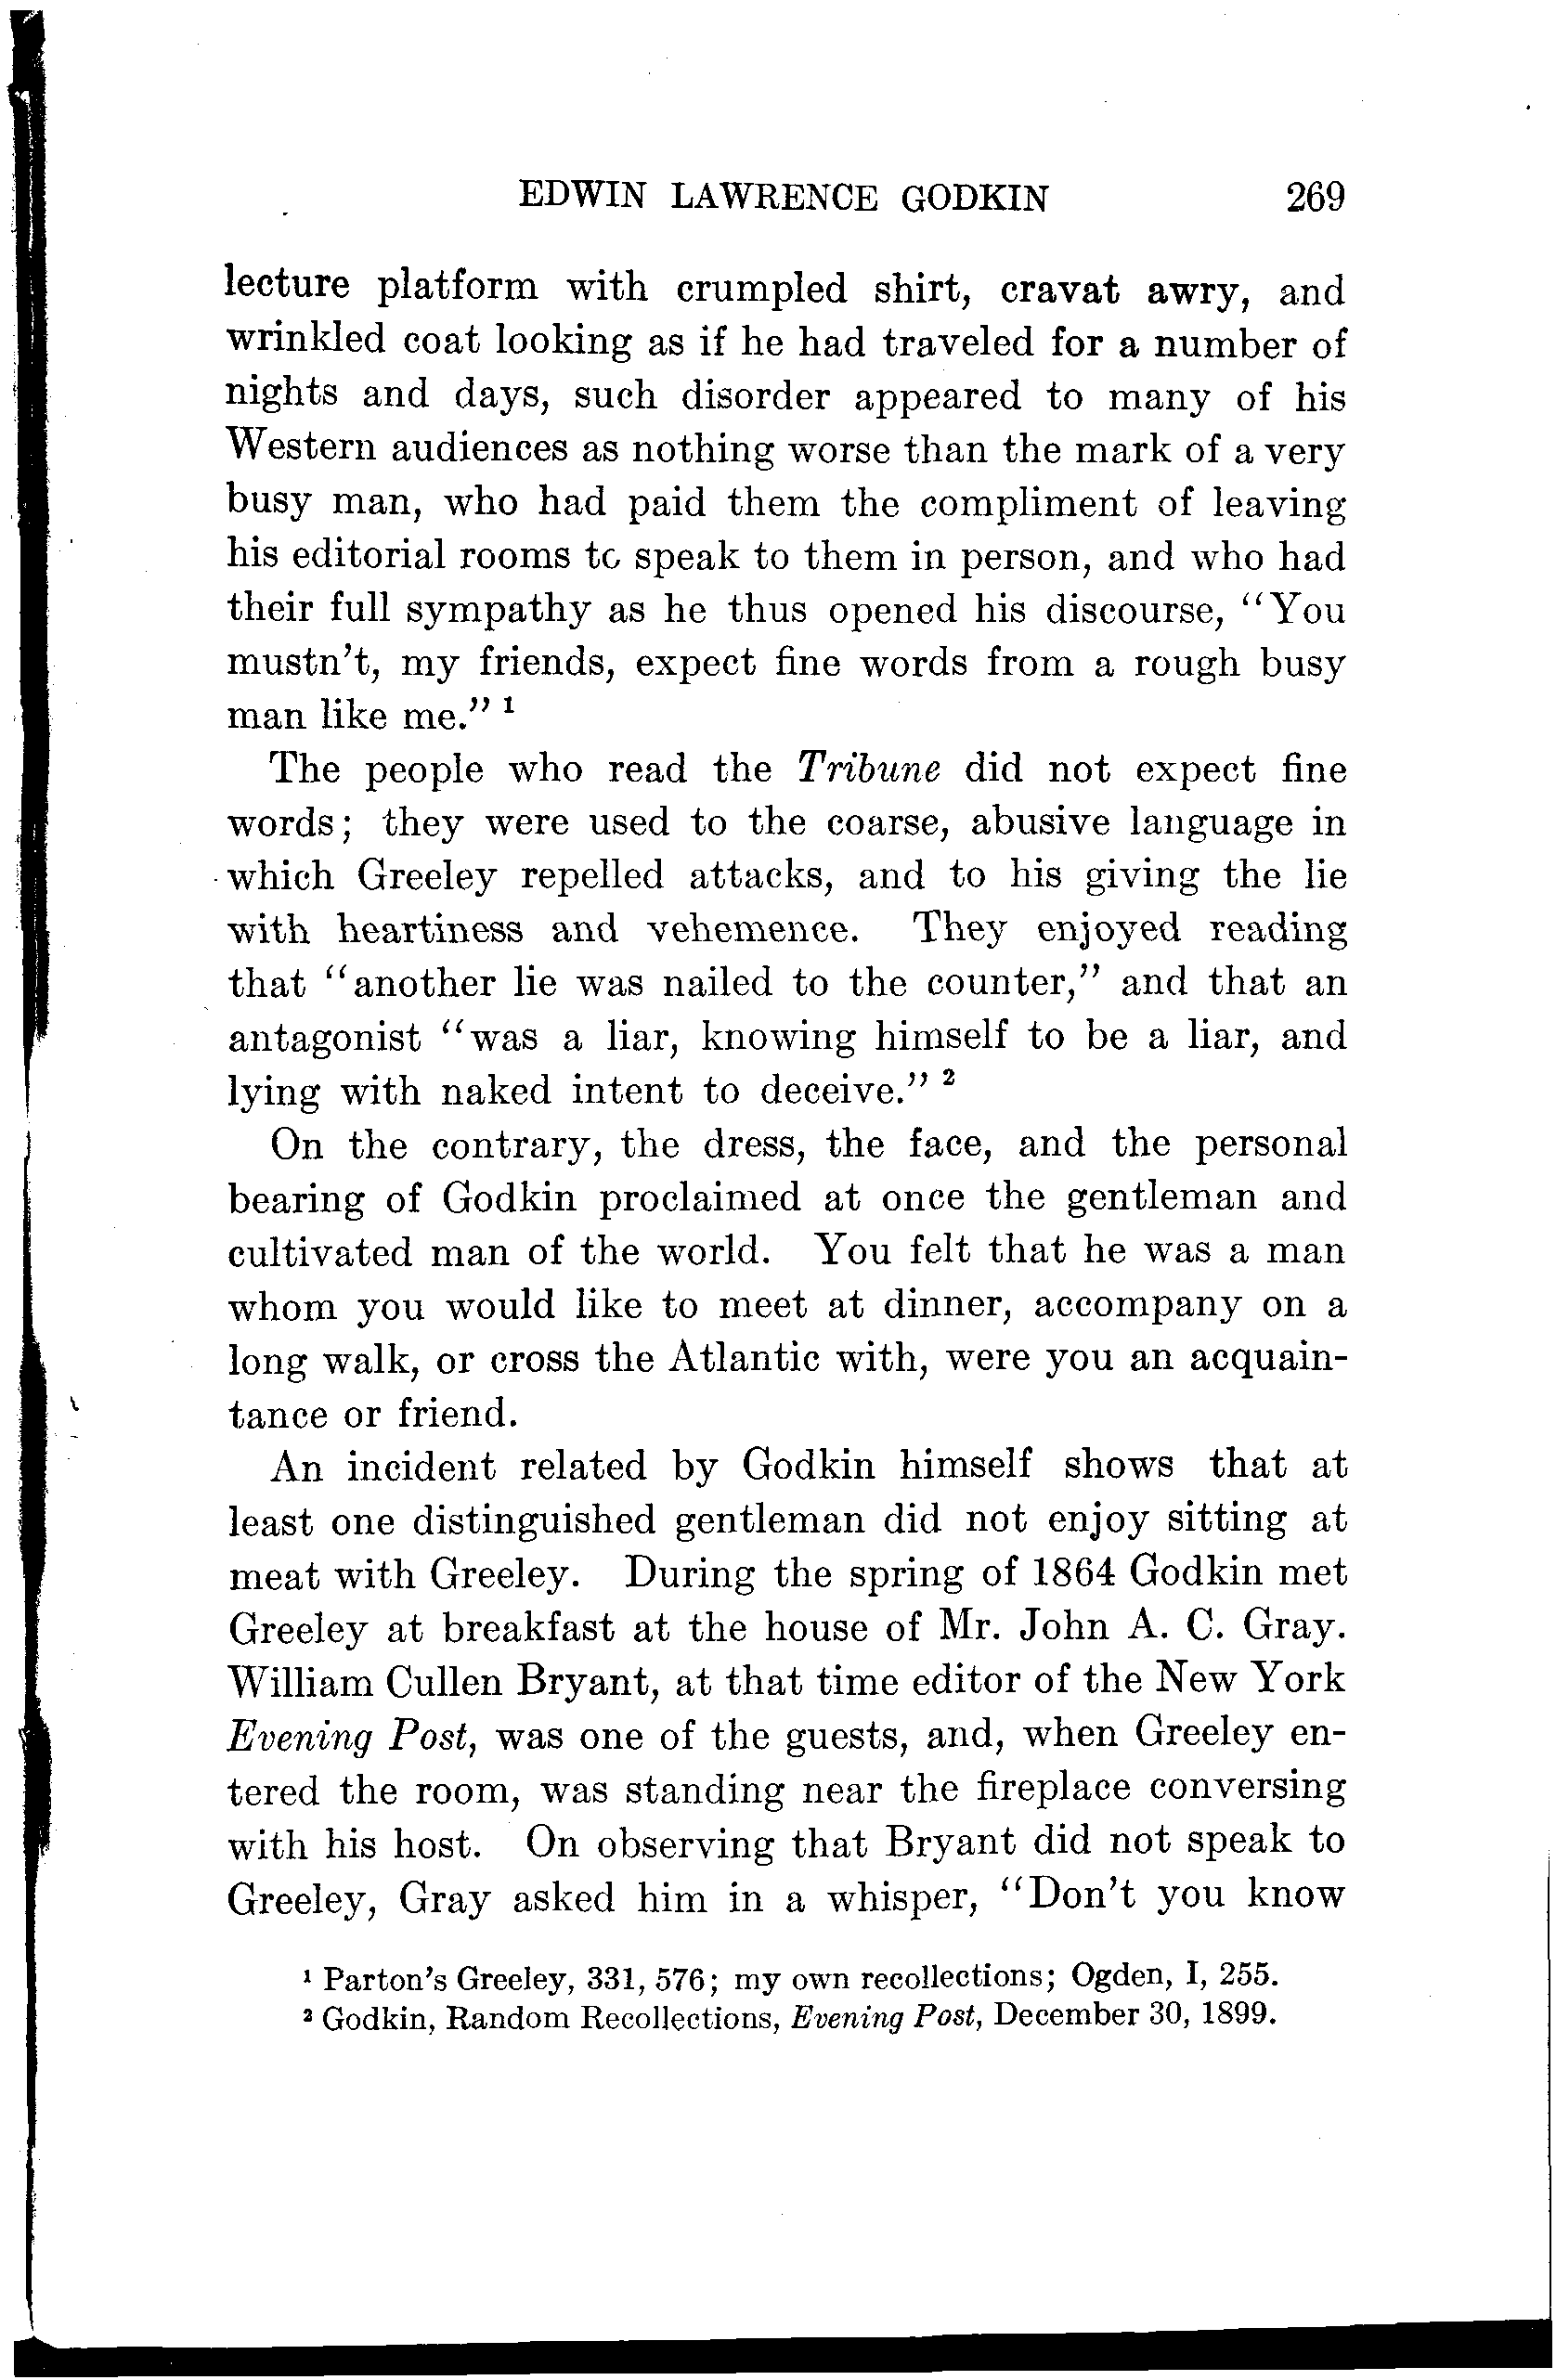 EDWIN LAWRENCE GODKIN 269
lecture platform with crumpled shirt, cravat awry, and
wrinkled coat looking as if he had traveled for a number of
nights and days, such disorder appeared to many of his
Western audiences as nothing worse than the mark of a very
busy man, who had paid them the compliment of leaving
his editorial rooms to speak to them in person, and who had
their full sympathy as he thus opened his discourse, "You
mustn't, my friends, expect fine words from a rough busy
man like me." ¹
The people who read the Tribune did not expect fine
words; they were used to the coarse, abusive language in
which Greeley repelled attacks, and to his giving the lie
with heartiness and vehemence. They enjoyed reading
that "another lie was nailed to the counter," and that an
antagonist "was a liar, knowing himself to be a liar, and
lying with naked intent to deceive." ²
On the contrary, the dress, the face, and the personal
bearing of Godkin proclaimed at once the gentleman and
cultivated man of the world. You felt that he was a man
whom you would like to meet at dinner, accompany on a
long walk, or cross the Atlantic with, were you an acquain-
tance or friend.
An incident related by Godkin himself shows that at
least one distinguished gentleman did not enjoy sitting at
meat with Greeley. During the spring of 1864 Godkin met
Greeley at breakfast at the house of Mr. John A. C. Gray.
William Cullen Bryant, at that time editor of the New York
Evening Post, was one of the guests, and, when Greeley en-
tered the room, was standing near the fireplace conversing
with his host. On observing that Bryant did not speak to
Greeley, Gray asked him in a whisper, "Don't you know
¹ Parton's Greeley, 331, 576; my own recollections; Ogden, I, 255.
² Godkin, Random Recollections, Evening Post, December 30, 1899.